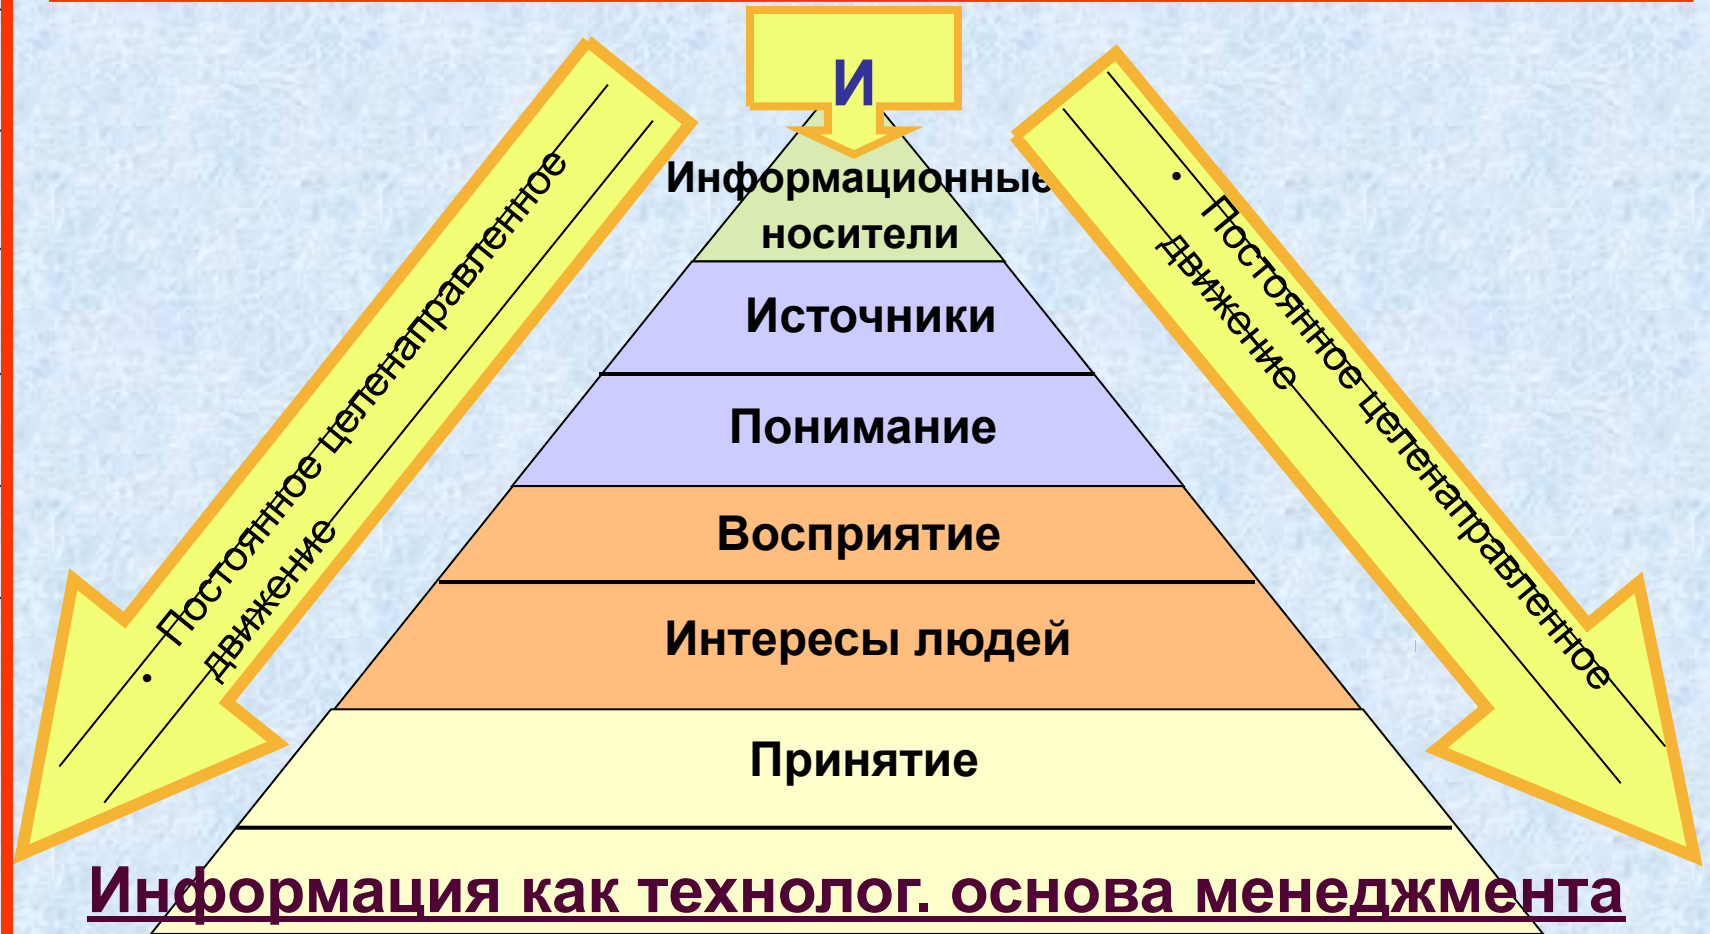 И
Информационные
носители
Источники
Понимание
Восприятие
Интересы людей
Принятие
Информация как технолог. основа менеджмента
• Постоянное целенаправленное
движение
• Постоянное целенаправленное
движение